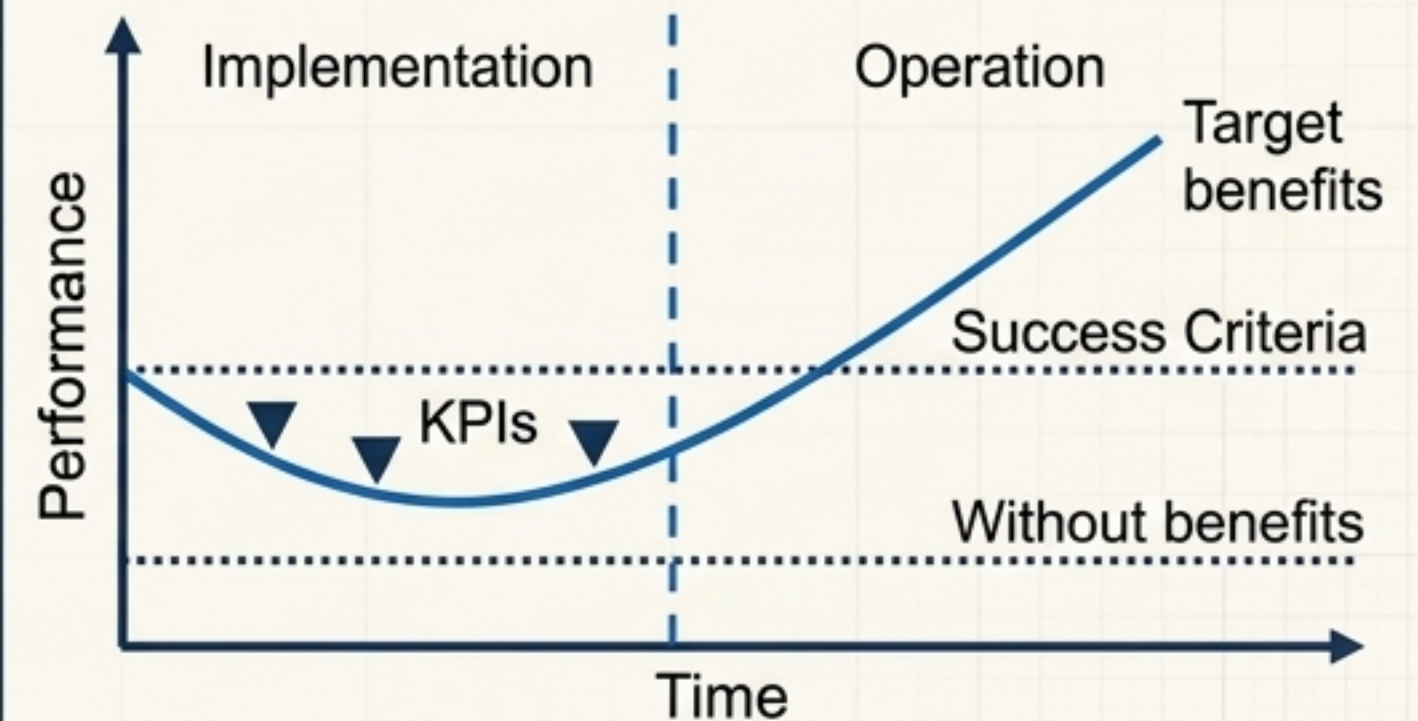 Implementation
Operation
Target
benefits
Performance
Success Criteria
KPIs
Without benefits
Time